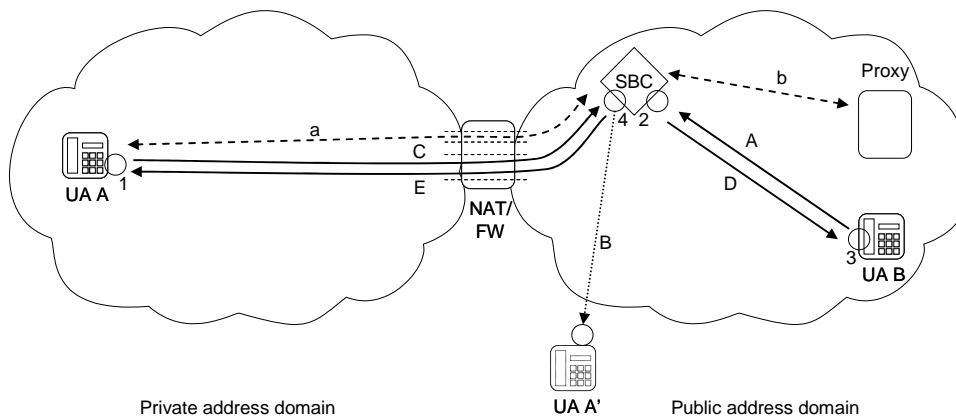 SBC
b
Proxy
a
4
2
A
C
D
UA A
1
E
NAT/
FW
B
3
UA B
UA A'
Private address domain
Public address domain